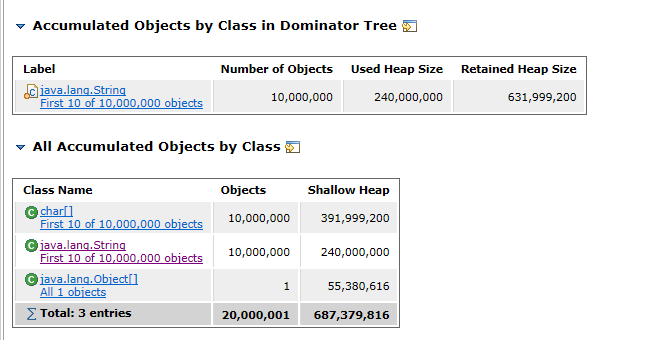 Accumulated Objects by Class in Dominator Tree
Label Number of Objects Used Heap Size Retained Heap Size
java.lang.String
First 10 of 10,000,000 objects 10,000,000 240,000,000 631,999,200
All Accumulated Objects by Class
Class Name Objects Shallow Heap
char[]
First 10 of 10,000,000 objects 10,000,000 391,999,200
java.lang.String
First 10 of 10,000,000 objects 10,000,000 240,000,000
java.lang.Object[]
All 1 objects 1 55,380,616
∑ Total: 3 entries 20,000,001 687,379,816